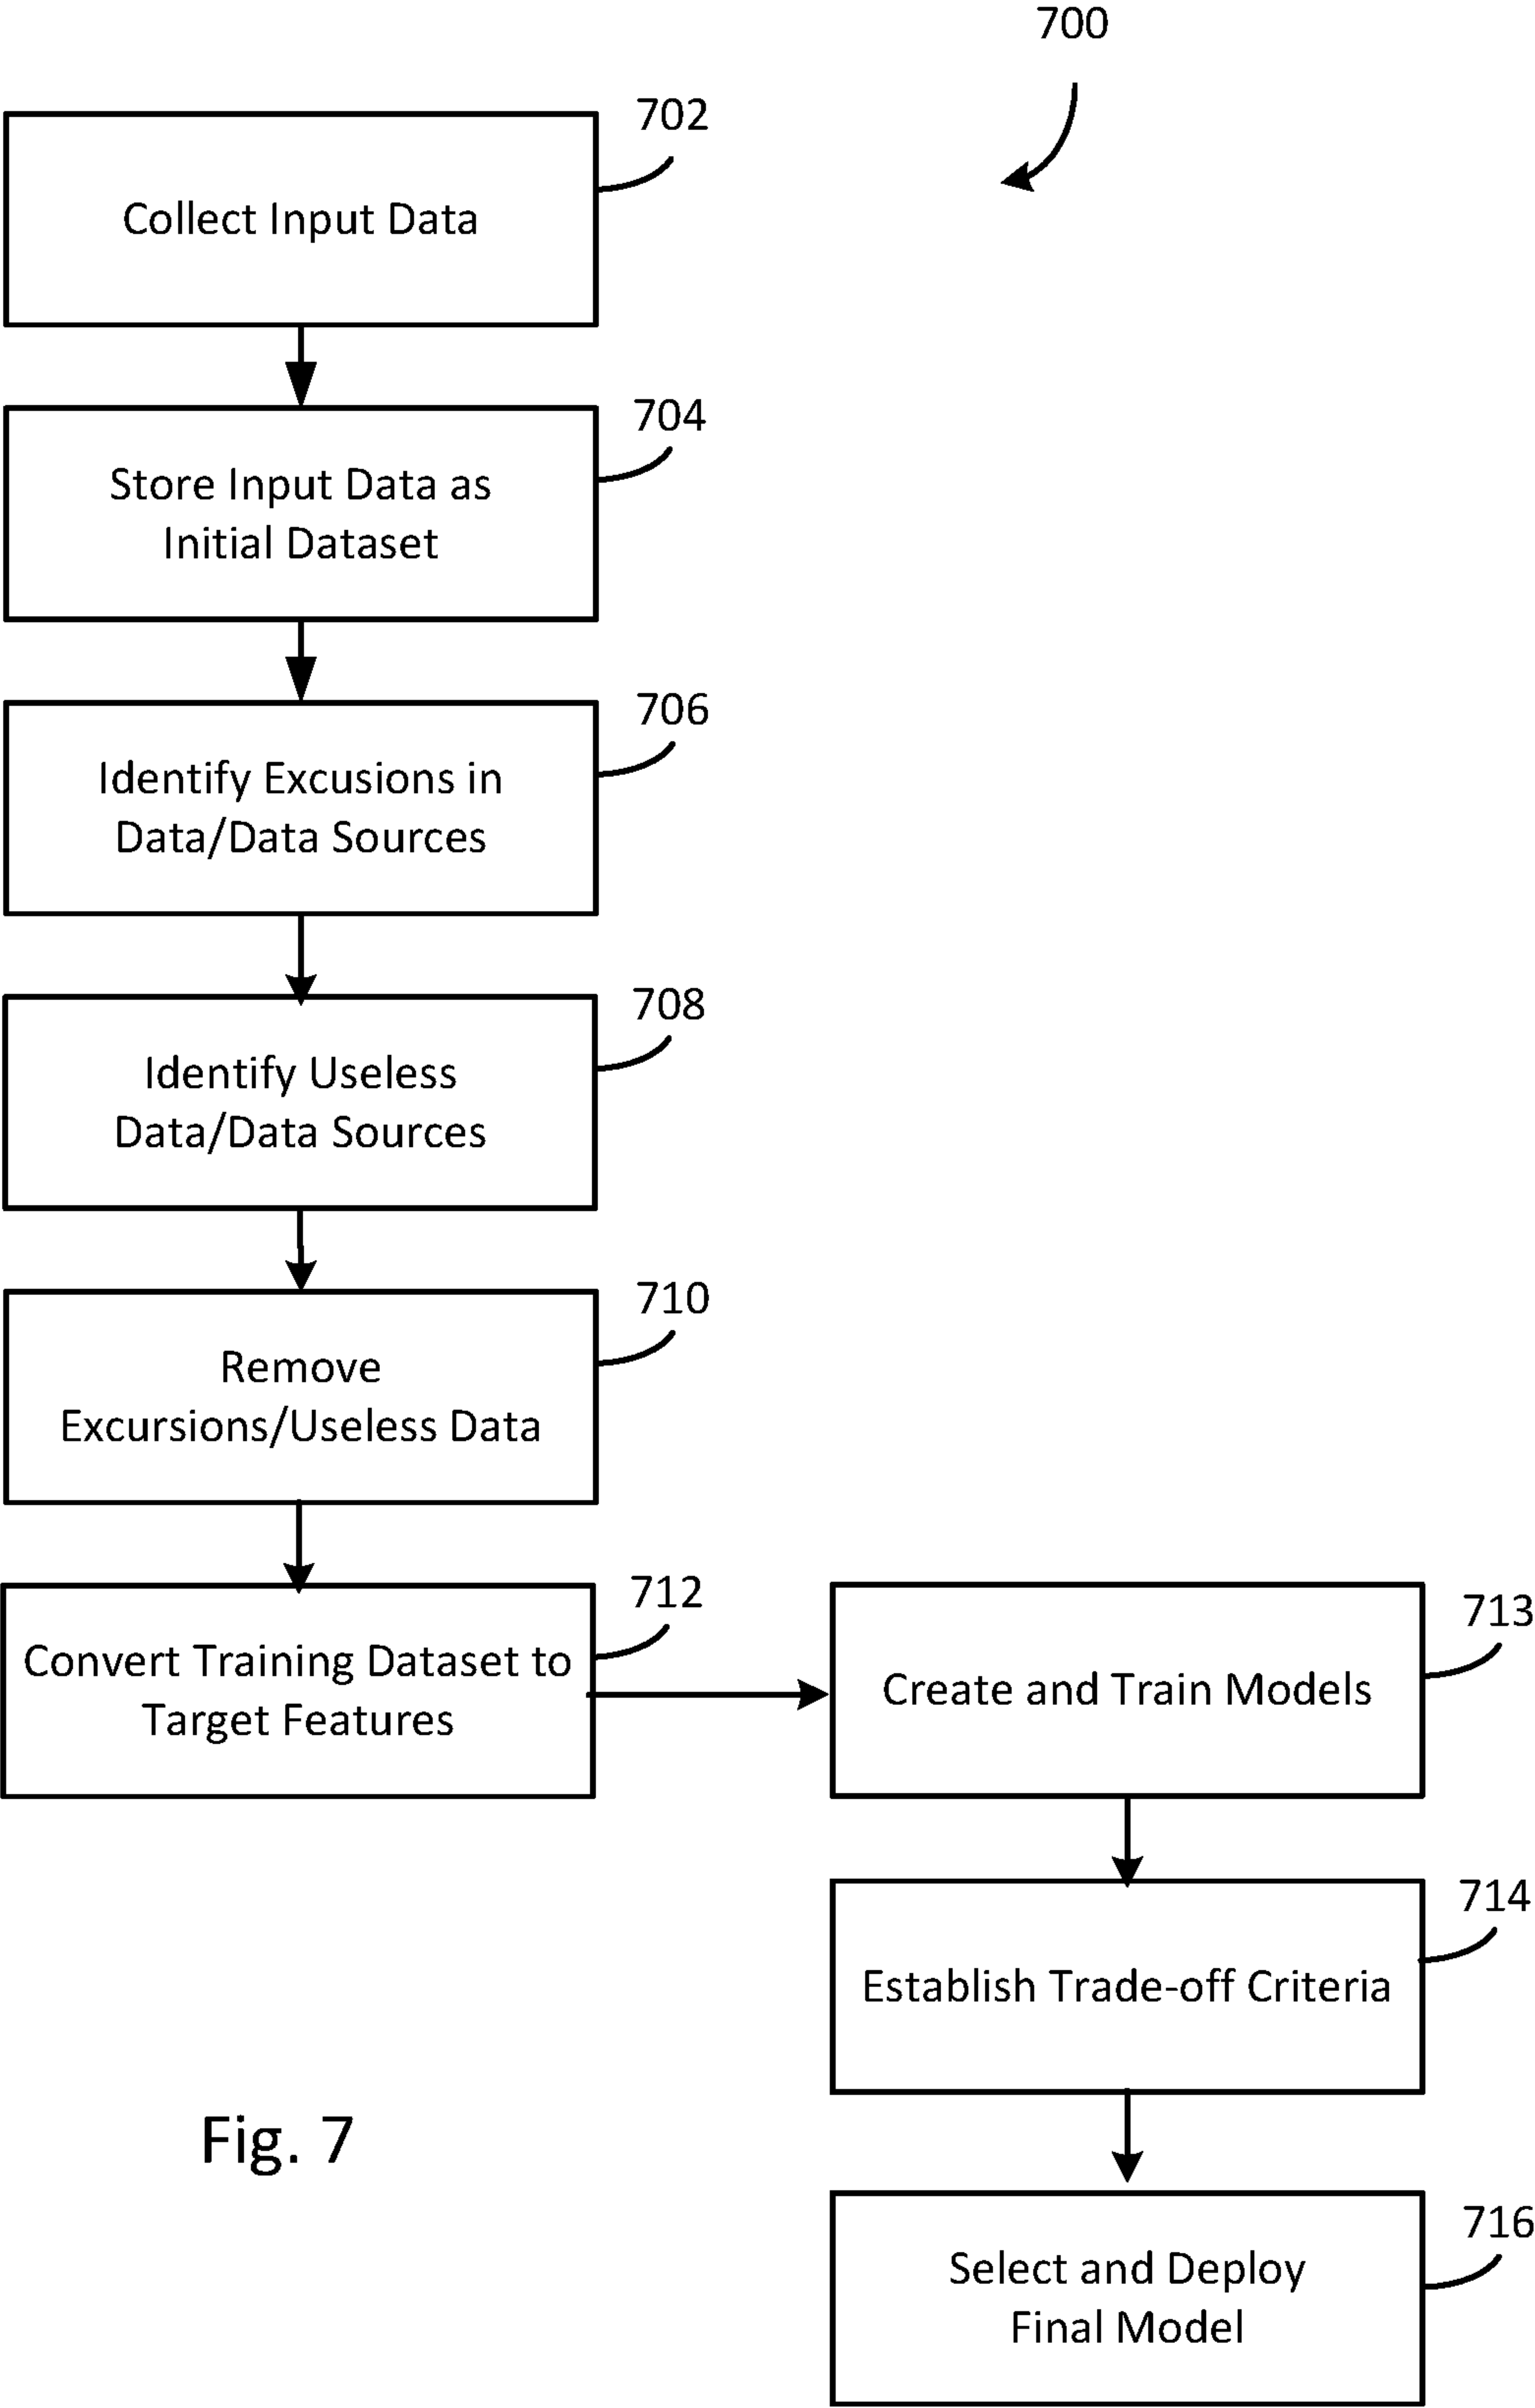 700
702
Collect Input Data
704
Store Input Data as
Initial Dataset
706
Identify Excusions in
Data/Data Sources
708
Identify Useless
Data/Data Sources
710
Remove
Excursions/Useless Data
712
Convert Training Dataset to
Target Features
713
Create and Train Models
714
Establish Trade-off Criteria
716
Select and Deploy
Final Model
Fig. 7